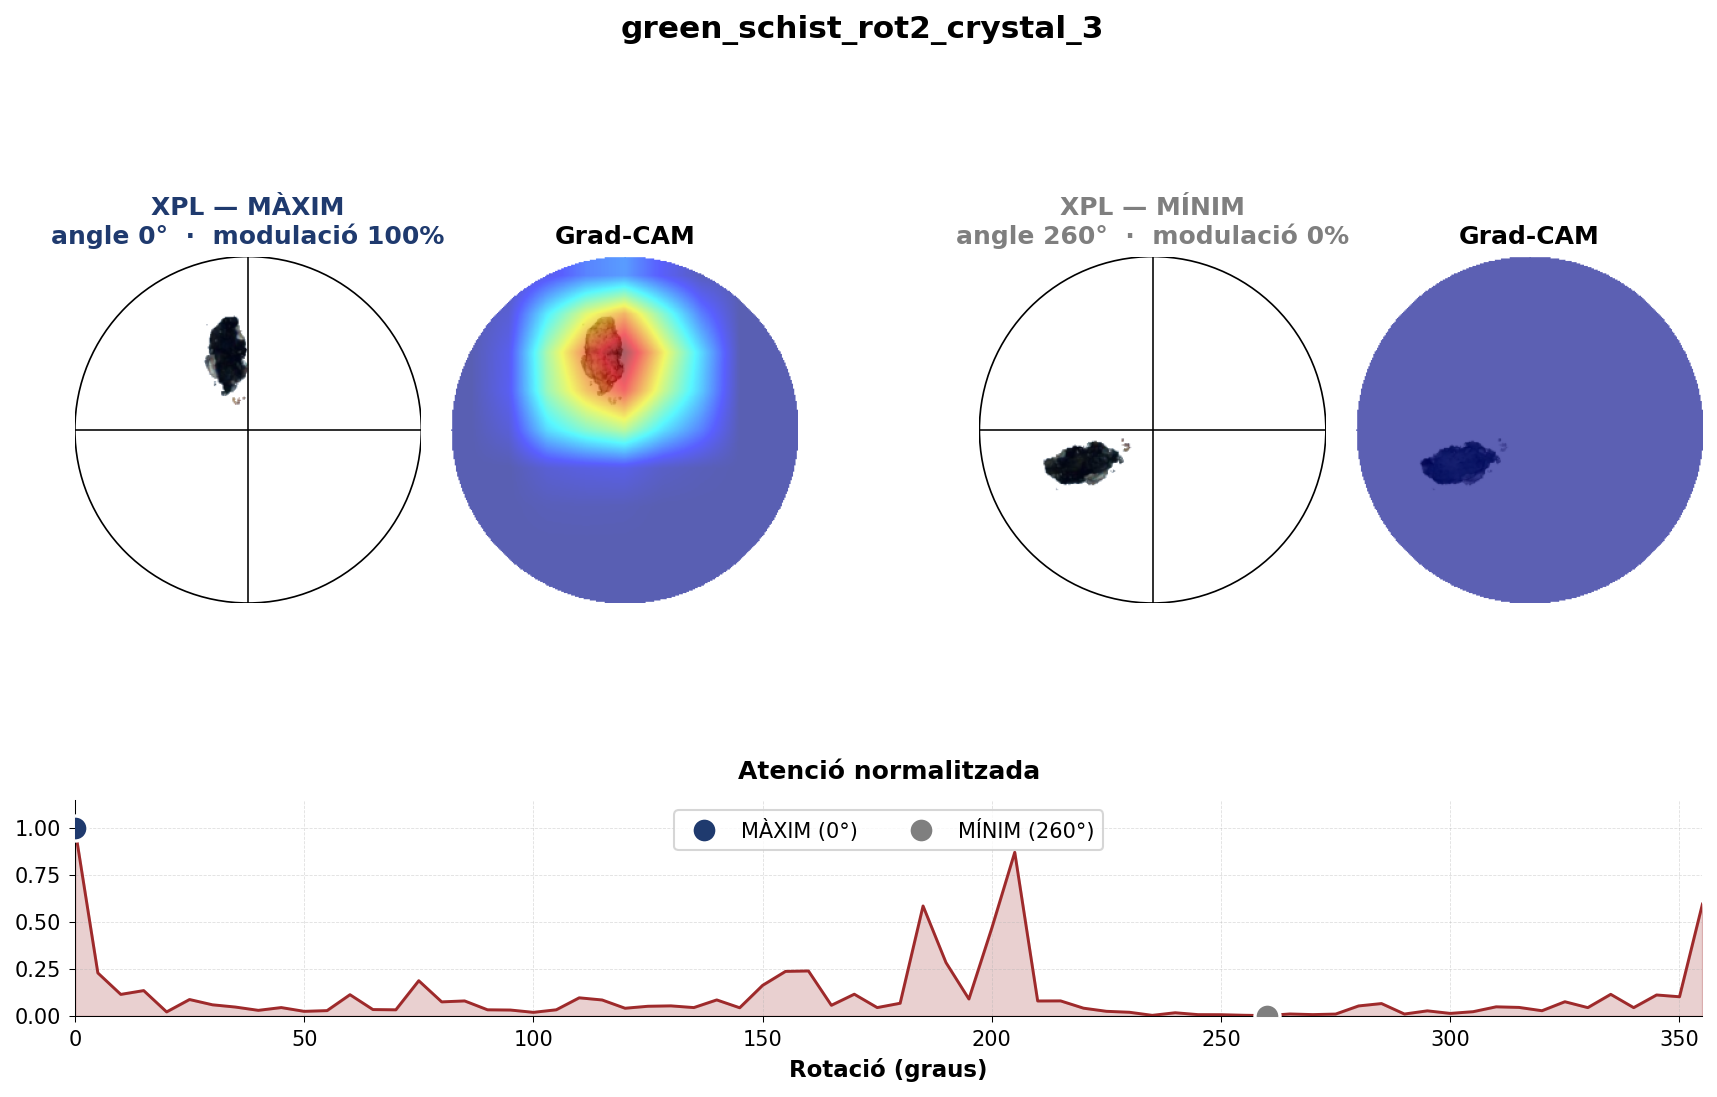 green_schist_rot2_crystal_3
XPL — MÀXIM
angle 0° · modulació 100%
Grad-CAM
XPL — MÍNIM
angle 260° · modulació 0%
Grad-CAM
Atenció normalitzada
MÀXIM (0°)
MÍNIM (260°)
1.00
0.75
0.50
0.25
0.00
0 50 100 150 200 250 300 350
Rotació (graus)